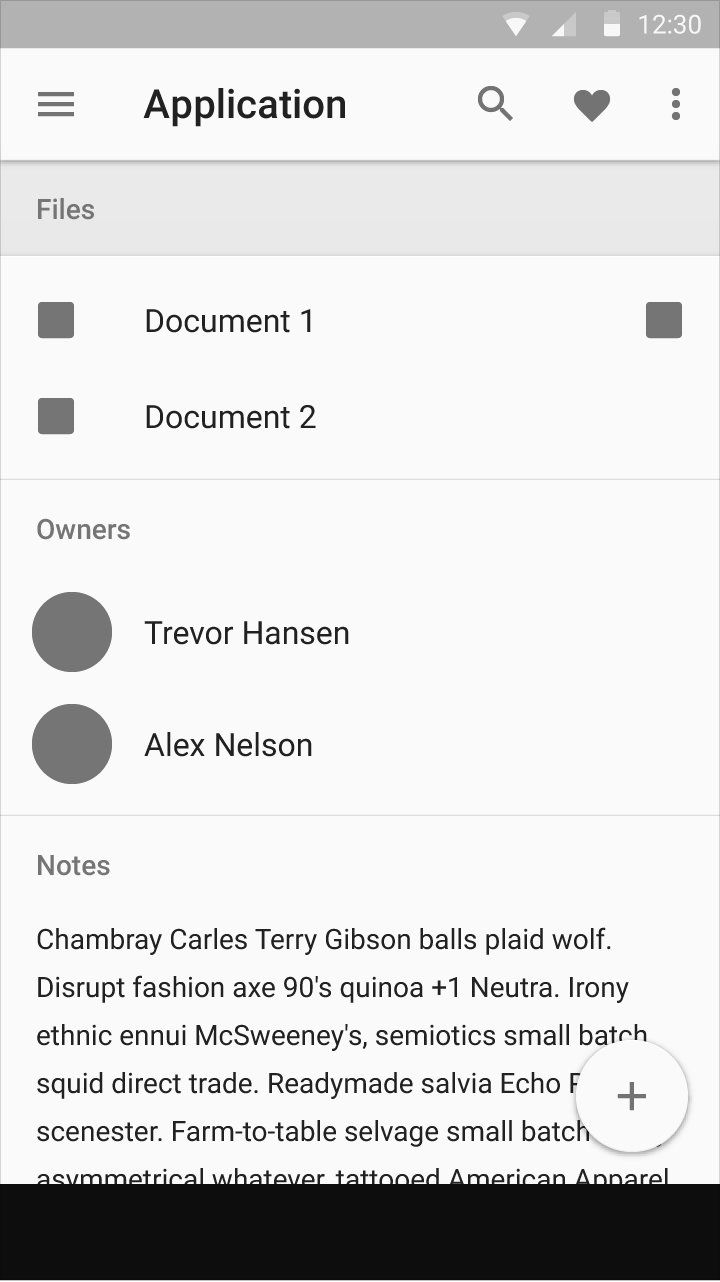 12:30
Application
Files
Document 1
Document 2
Owners
Trevor Hansen
Alex Nelson
Notes
Chambray Carles Terry Gibson balls plaid wolf.
Disrupt fashion axe 90's quinoa +1 Neutra. Irony
ethnic ennui McSweeney's, semiotics small batch
squid direct trade. Readymade salvia Echo
scenester. Farm-to-table selvage small batch
asymmetrical whatever, tattooed American Apparel